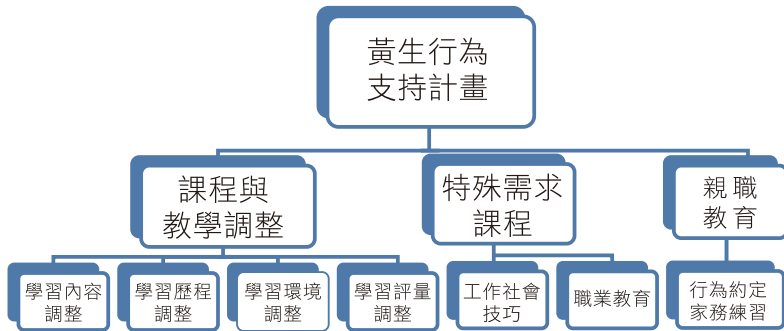 黃生行為
支持計畫
課程與
教學調整
特殊需求
課程
親職
教育
學習內容
調整
學習歷程
調整
學習環境
調整
學習評量
調整
工作社會
技巧
職業教育
行為約定
家務練習